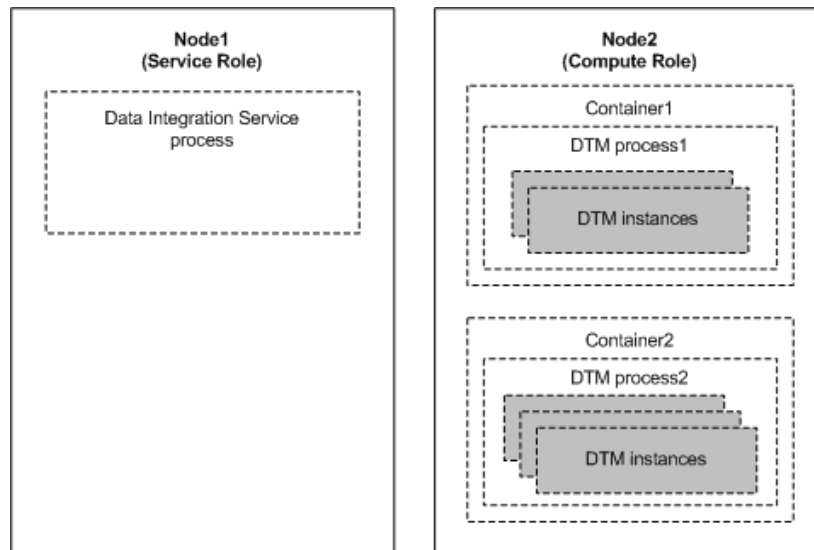 Node1
(Service Role)
Data Integration Service
process
Node2
(Compute Role)
Container1
DTM process1
DTM instances
Container2
DTM process2
DTM instances